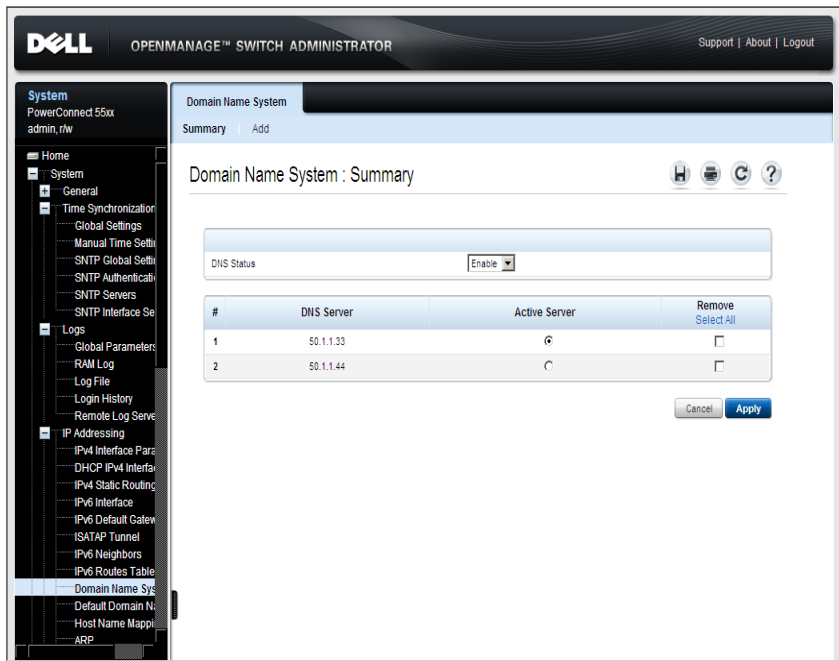 DELL
OPENMANAGE™ SWITCH ADMINISTRATOR
Support | About | Logout
System
PowerConnect 55xx
admin, r/w
Home
System
General
Time Synchronization
Global Settings
Manual Time Settin
SNTP Global Settin
SNTP Authenticatio
SNTP Servers
SNTP Interface Se
Logs
Global Parameters
RAM Log
Log File
Login History
Remote Log Serve
IP Addressing
IPv4 Interface Para
DHCP IPv4 Interfac
IPv4 Static Routing
IPv6 Interface
IPv6 Default Gatew
ISATAP Tunnel
IPv6 Neighbors
IPv6 Routes Table
Domain Name Sys
Default Domain Na
Host Name Mappi
ARP
Domain Name System
Summary | Add
Domain Name System : Summary
DNS Status Enable
# DNS Server Active Server Remove
Select All
1 50.1.1.33
2 50.1.1.44
Cancel Apply